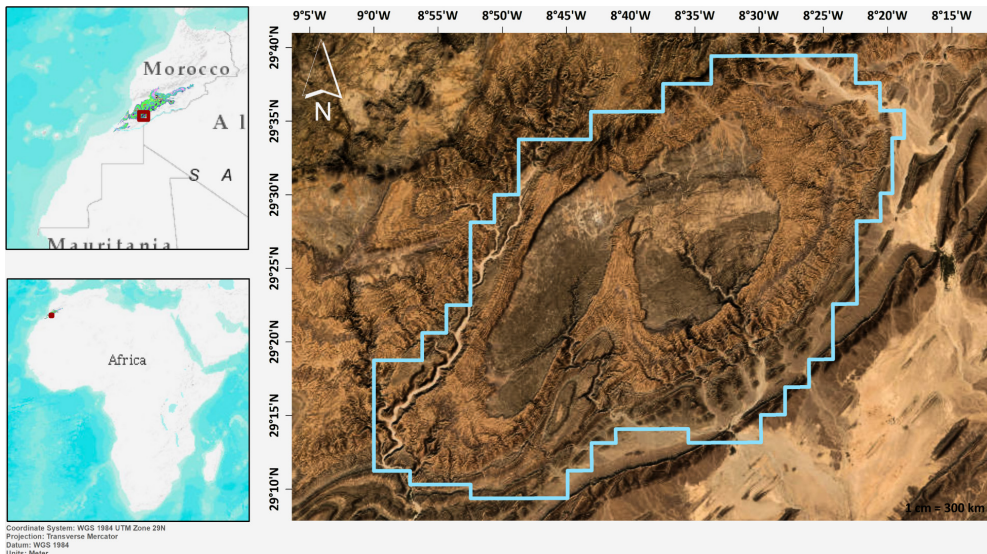 9°5'W 9°0'W 8°55'W 8°50'W 8°45'W 8°40'W 8°35'W 8°30'W 8°25'W 8°20'W 8°15'W
29°40'N
29°35'N
29°30'N
29°25'N
29°20'N
29°15'N
29°10'N
N
1 cm = 300 km
Morocco
A l
S A
Mauritania
Africa
Coordinate System: WGS 1984 UTM Zone 29N
Projection: Transverse Mercator
Datum: WGS 1984
Units: Meter